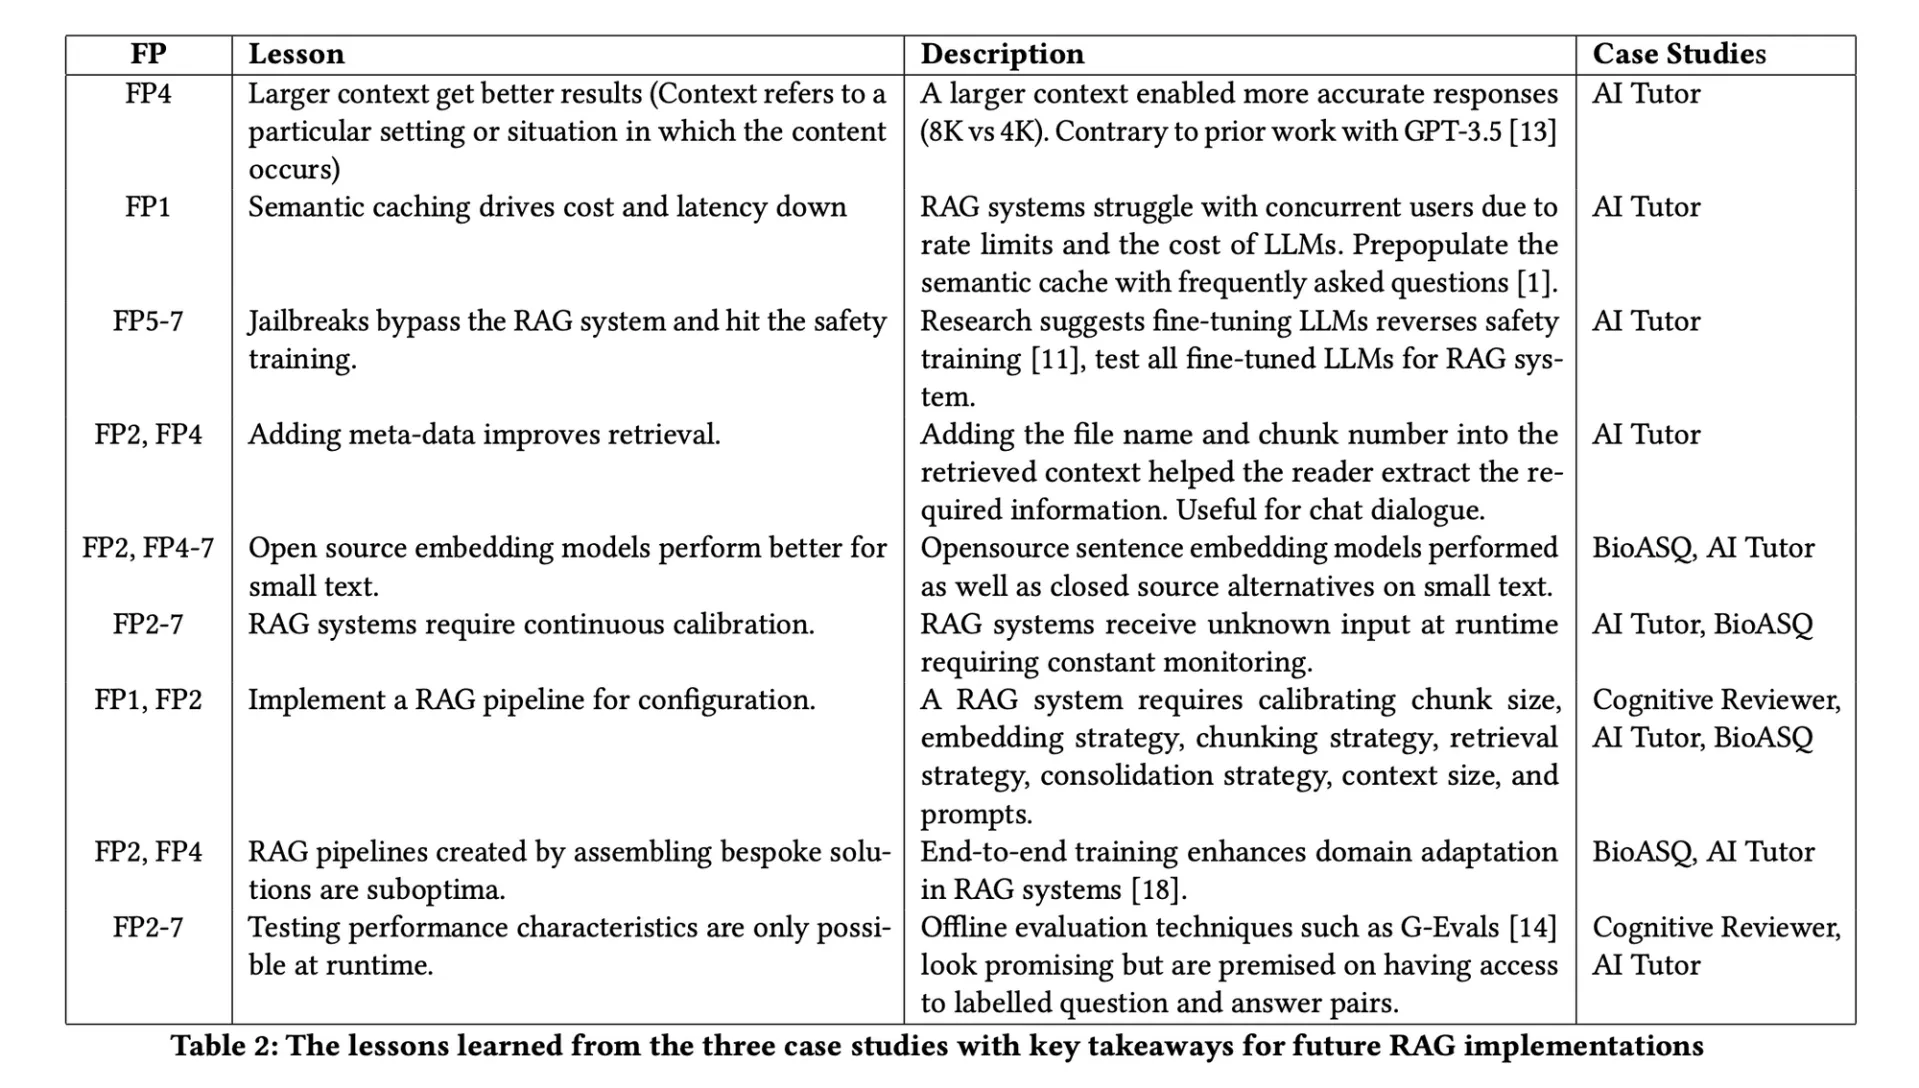 FP Lesson Description Case Studies
FP4 Larger context get better results (Context refers to a A larger context enabled more accurate responses AI Tutor
particular setting or situation in which the content (8K vs 4K). Contrary to prior work with GPT-3.5 [13]
occurs)
FP1 Semantic caching drives cost and latency down RAG systems struggle with concurrent users due to AI Tutor
rate limits and the cost of LLMs. Prepopulate the
semantic cache with frequently asked questions [1].
FP5-7 Jailbreaks bypass the RAG system and hit the safety Research suggests fine-tuning LLMs reverses safety AI Tutor
training. training [11], test all fine-tuned LLMs for RAG sys-
tem.
FP2, FP4 Adding meta-data improves retrieval. Adding the file name and chunk number into the AI Tutor
retrieved context helped the reader extract the re-
quired information. Useful for chat dialogue.
FP2, FP4-7 Open source embedding models perform better for Opensource sentence embedding models performed BioASQ, AI Tutor
small text. as well as closed source alternatives on small text.
FP2-7 RAG systems require continuous calibration. RAG systems receive unknown input at runtime AI Tutor, BioASQ
requiring constant monitoring.
FP1, FP2 Implement a RAG pipeline for configuration. A RAG system requires calibrating chunk size, Cognitive Reviewer,
embedding strategy, chunking strategy, retrieval AI Tutor, BioASQ
strategy, consolidation strategy, context size, and
prompts.
FP2, FP4 RAG pipelines created by assembling bespoke solu- End-to-end training enhances domain adaptation BioASQ, AI Tutor
tions are suboptima. in RAG systems [18].
FP2-7 Testing performance characteristics are only possi- Offline evaluation techniques such as G-Evals [14] Cognitive Reviewer,
ble at runtime. look promising but are premised on having access AI Tutor
to labelled question and answer pairs.
Table 2: The lessons learned from the three case studies with key takeaways for future RAG implementations